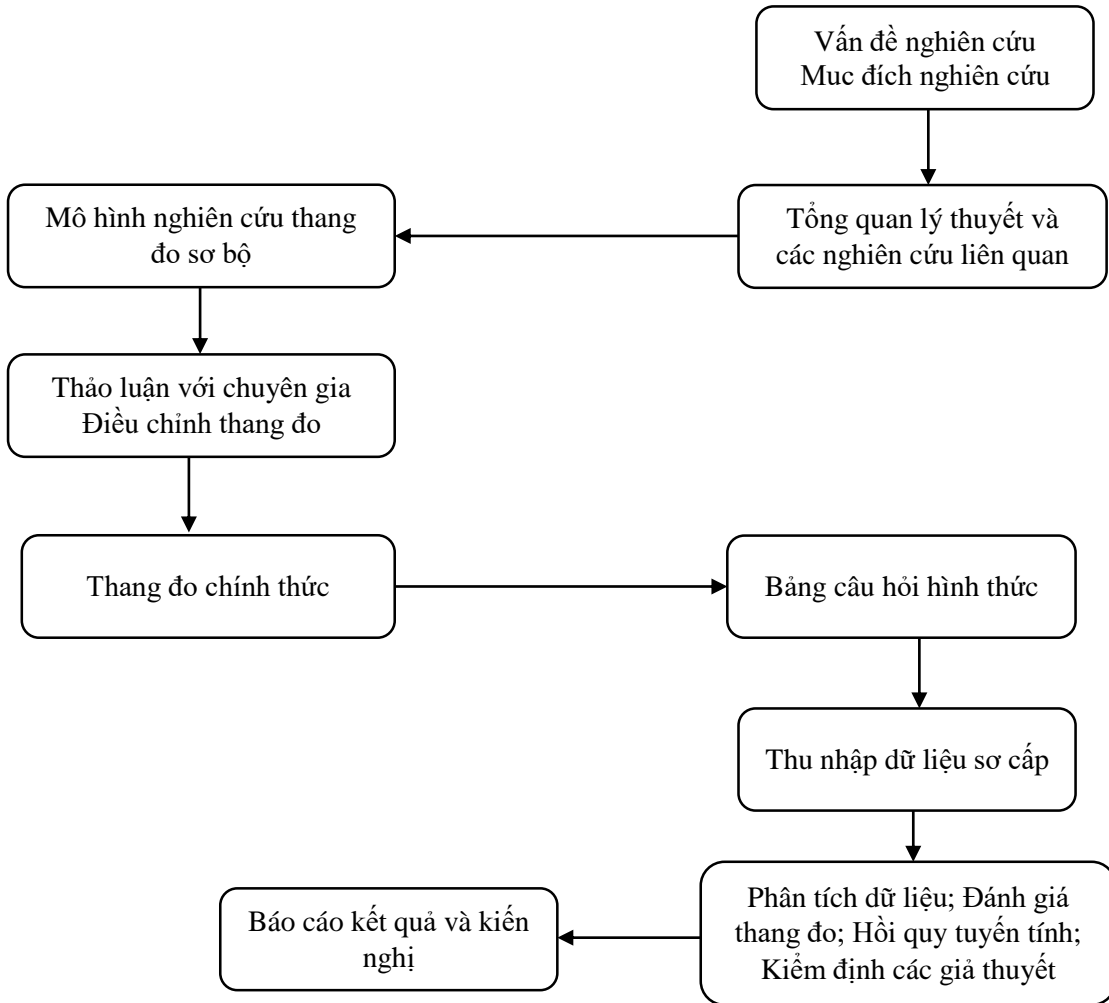 Vấn đề nghiên cứu
Muc đích nghiên cứu
Tổng quan lý thuyết và
các nghiên cứu liên quan
Mô hình nghiên cứu thang
đo sơ bộ
Thảo luận với chuyên gia
Điều chỉnh thang đo
Thang đo chính thức
Bảng câu hỏi hình thức
Thu nhập dữ liệu sơ cấp
Phân tích dữ liệu; Đánh giá
thang đo; Hồi quy tuyến tính;
Kiểm định các giả thuyết
Báo cáo kết quả và kiến
nghị